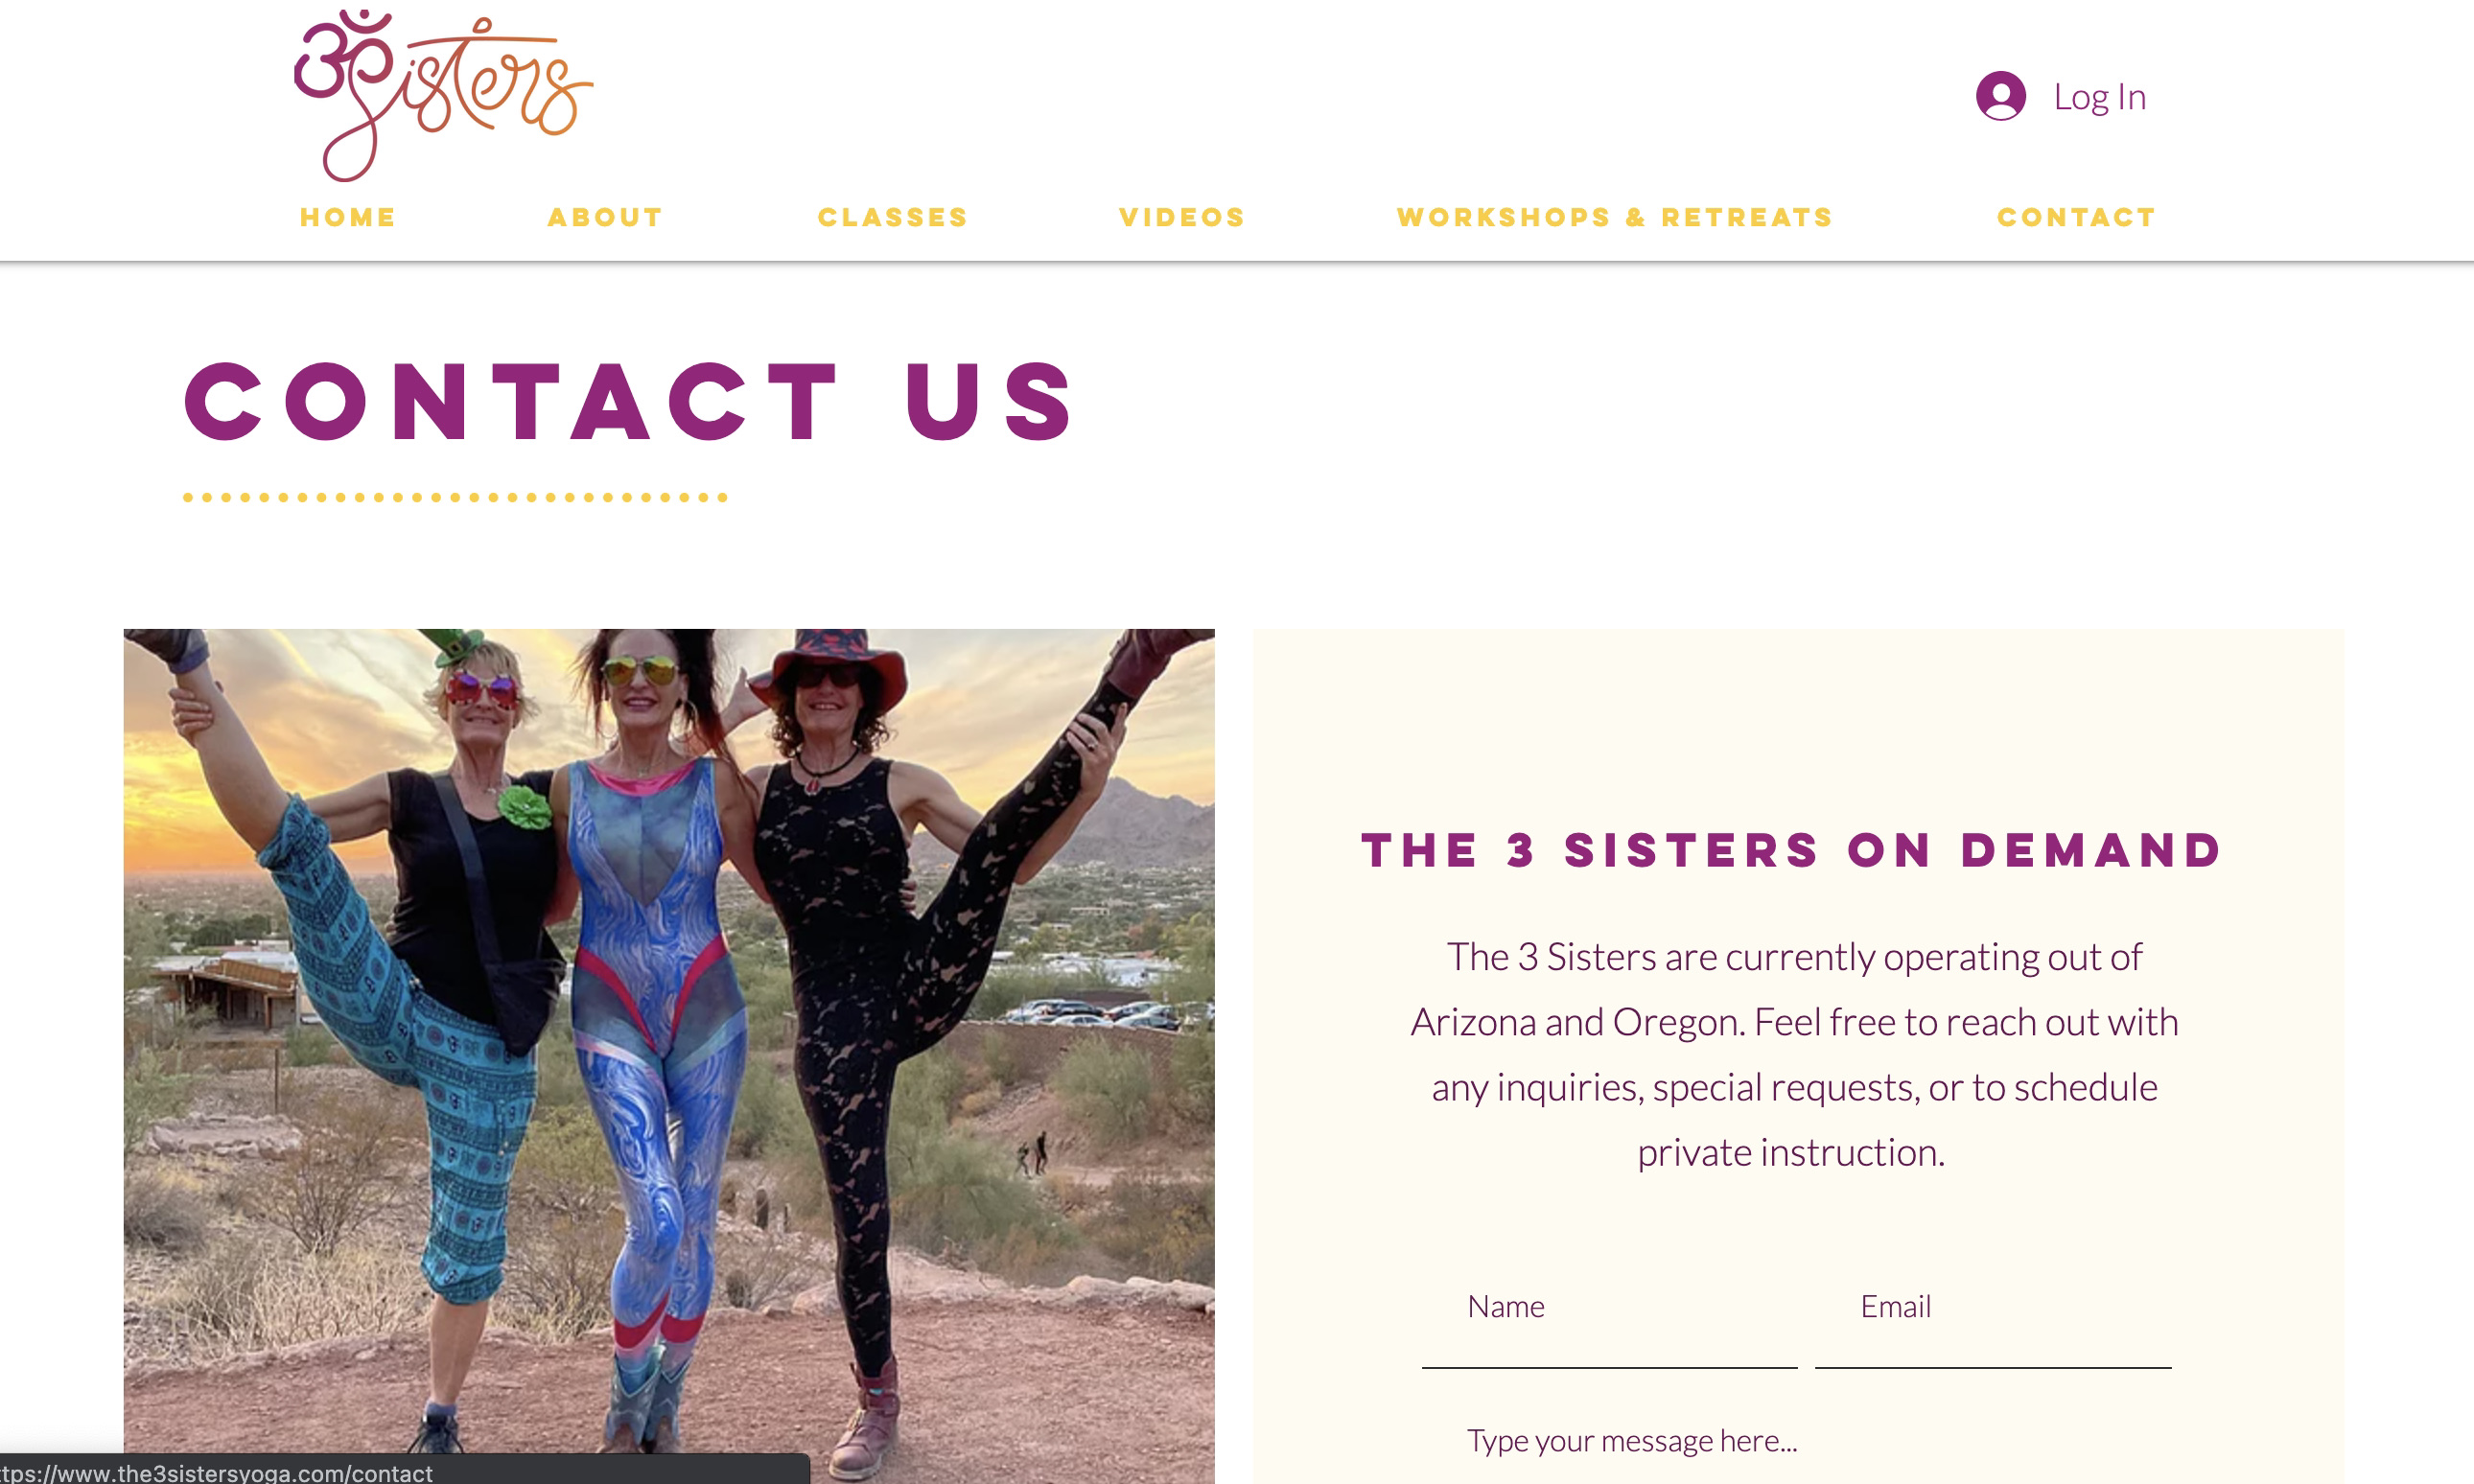 ॐ Sisters
Log In
HOME ABOUT CLASSES VIDEOS WORKSHOPS & RETREATS CONTACT
CONTACT US
THE 3 SISTERS ON DEMAND
The 3 Sisters are currently operating out of
Arizona and Oregon. Feel free to reach out with
any inquiries, special requests, or to schedule
private instruction.
Name Email
Type your message here...
ttps://www.the3sistersyoga.com/contact